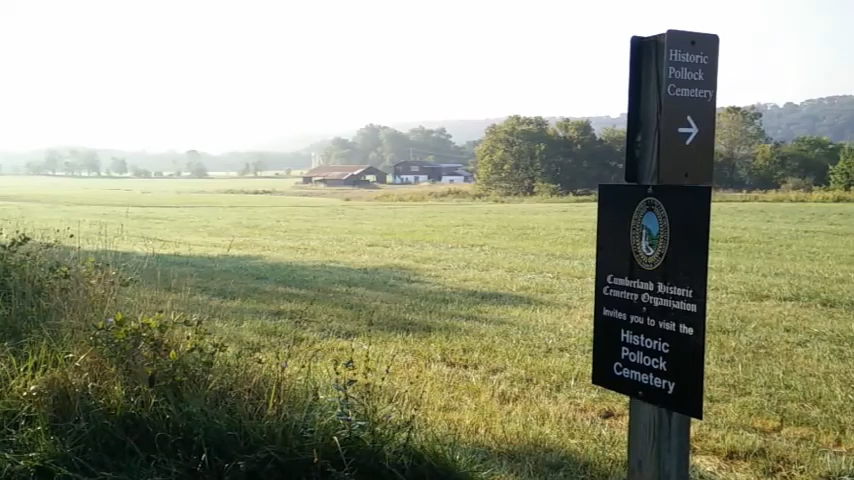 Historic
Pollock
Cemetery
Cumberland Historic
Cemetery Organization
Invites you to visit the
Historic
Pollock
Cemetery